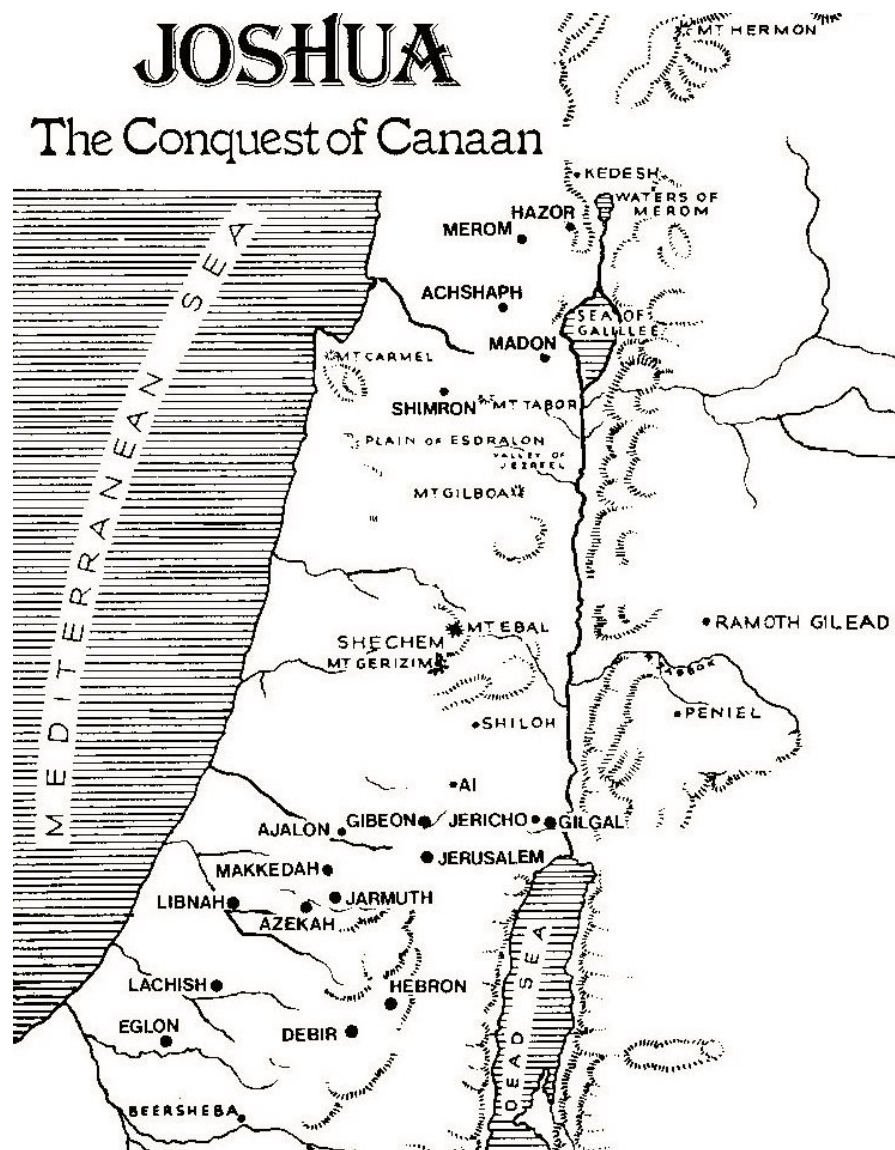 JOSHUA
The Conquest of Canaan
MT HERMON
KEDESH
WATERS OF
MEROM
HAZOR
MEROM
MEDITERRANEAN SEA
ACHSHAPH
SEA OF
GALLLEE
MADON
MT CARMEL
SHIMRON
MT TABOR
PLAIN OF ESDRALON
VALLEY OF
JEZREEL
MT GILBOA
MT EBAL
RAMOTH GILEAD
SHECHEM
MT GERIZIM
JABBOK
PENIEL
SHILOH
AI
AJALON
GIBEON
JERICHO
GILGAL
JERUSALEM
MAKKEDAH
LIBNAH
JARMUTH
AZEKAH
DEAD SEA
LACHISH
HEBRON
EGLON
DEBIR
BEERSHEBA